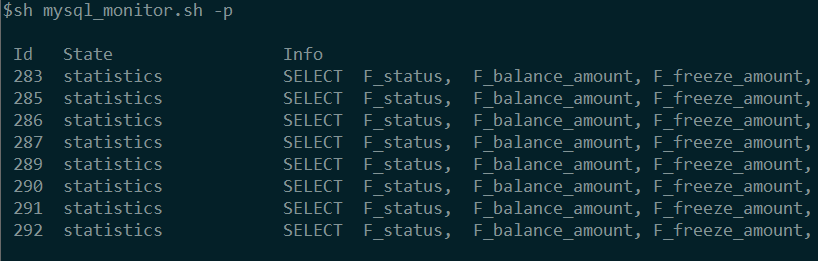 $sh mysql_monitor.sh -p
Id State Info
283 statistics SELECT F_status, F_balance_amount, F_freeze_amount,
285 statistics SELECT F_status, F_balance_amount, F_freeze_amount,
286 statistics SELECT F_status, F_balance_amount, F_freeze_amount,
287 statistics SELECT F_status, F_balance_amount, F_freeze_amount,
289 statistics SELECT F_status, F_balance_amount, F_freeze_amount,
290 statistics SELECT F_status, F_balance_amount, F_freeze_amount,
291 statistics SELECT F_status, F_balance_amount, F_freeze_amount,
292 statistics SELECT F_status, F_balance_amount, F_freeze_amount,